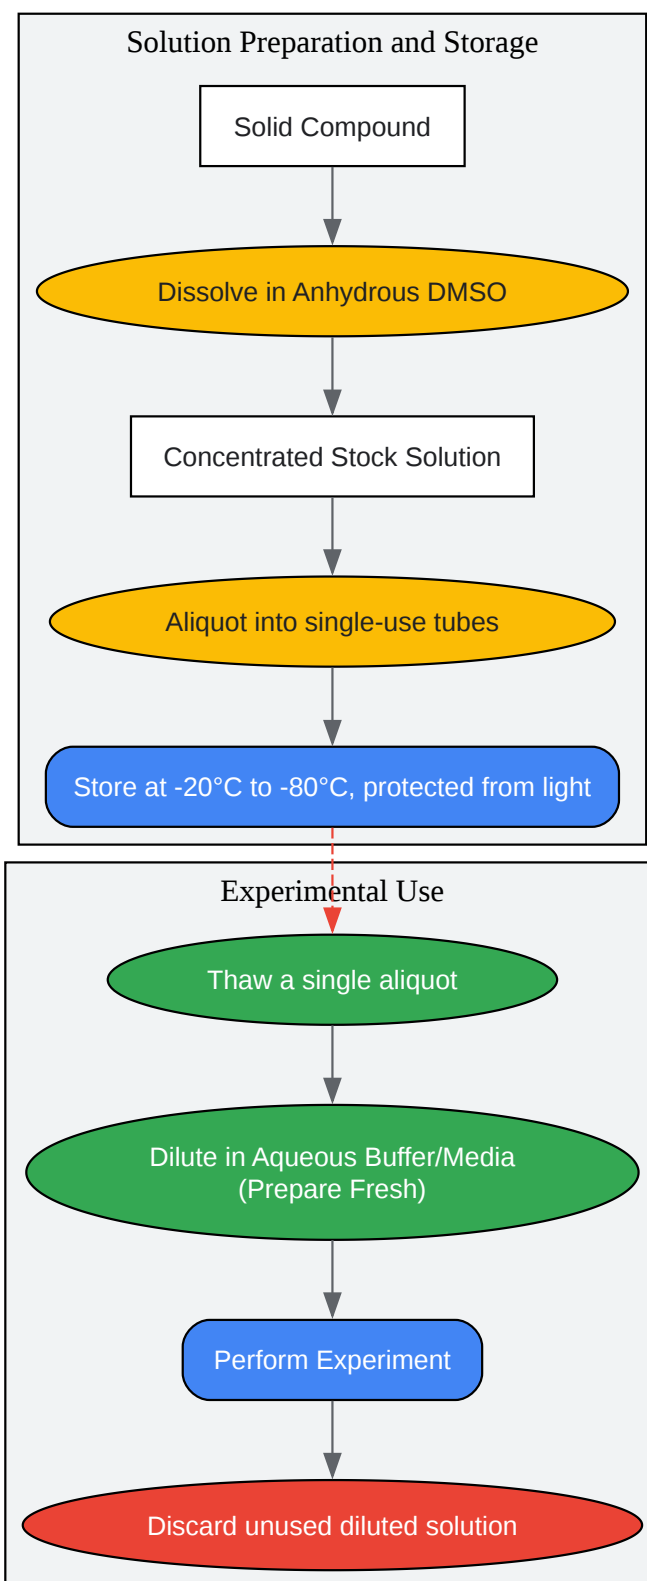 Solution Preparation and Storage
Solid Compound
Dissolve in Anhydrous DMSO
Concentrated Stock Solution
Aliquot into single-use tubes
Store at -20°C to -80°C, protected from light
Experimental Use
Thaw a single aliquot
Dilute in Aqueous Buffer/Media
(Prepare Fresh)
Perform Experiment
Discard unused diluted solution